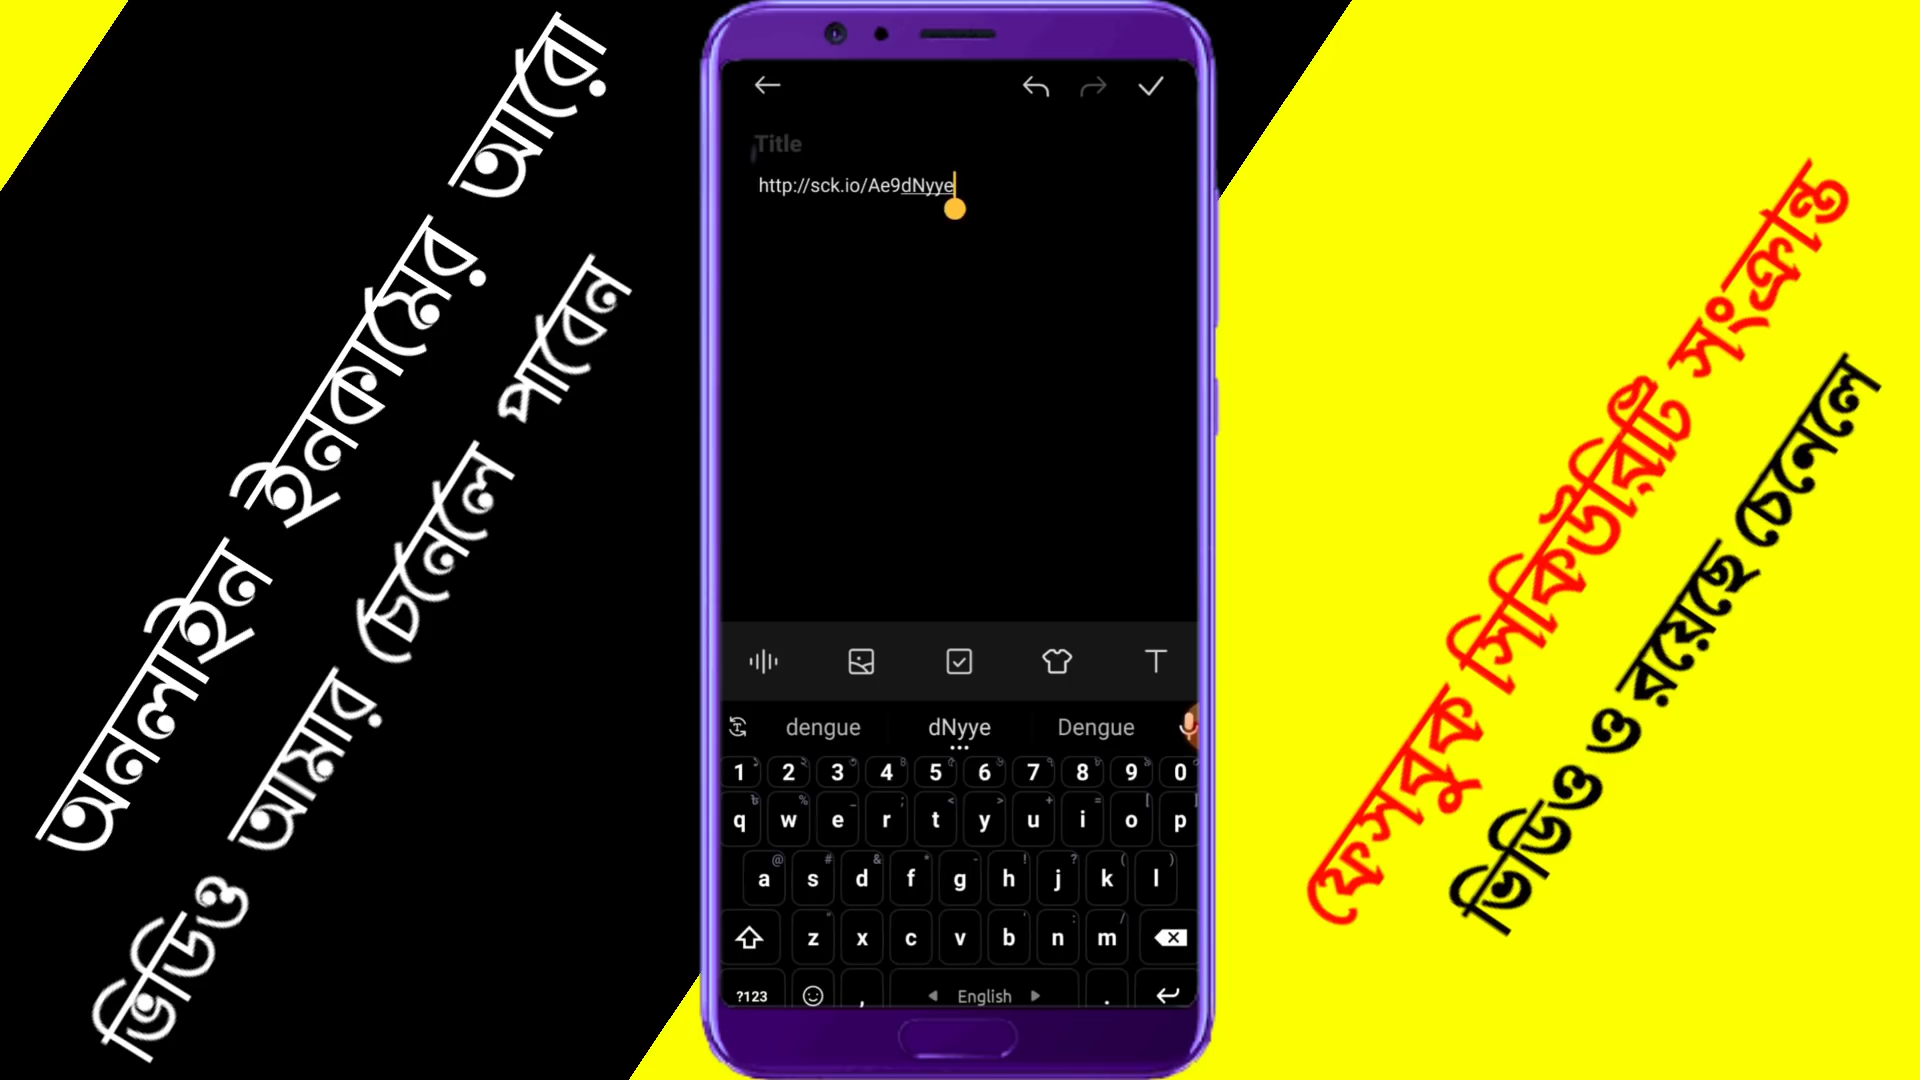 অনলাইন ইনকামের আরো
ভিডিও আমার চেনেলে পাবেন
Title
http://sck.io/Ae9dNyye
dengue dNyye Dengue
1 2 3 4 5 6 7 8 9 0
q w e r t y u i o p
a s d f g h j k l
z x c v b n m
?123 , English .
ফেসবুক সিকিউরিটি সংক্রান্ত
ভিডিও ও রয়েছে চেনেলে